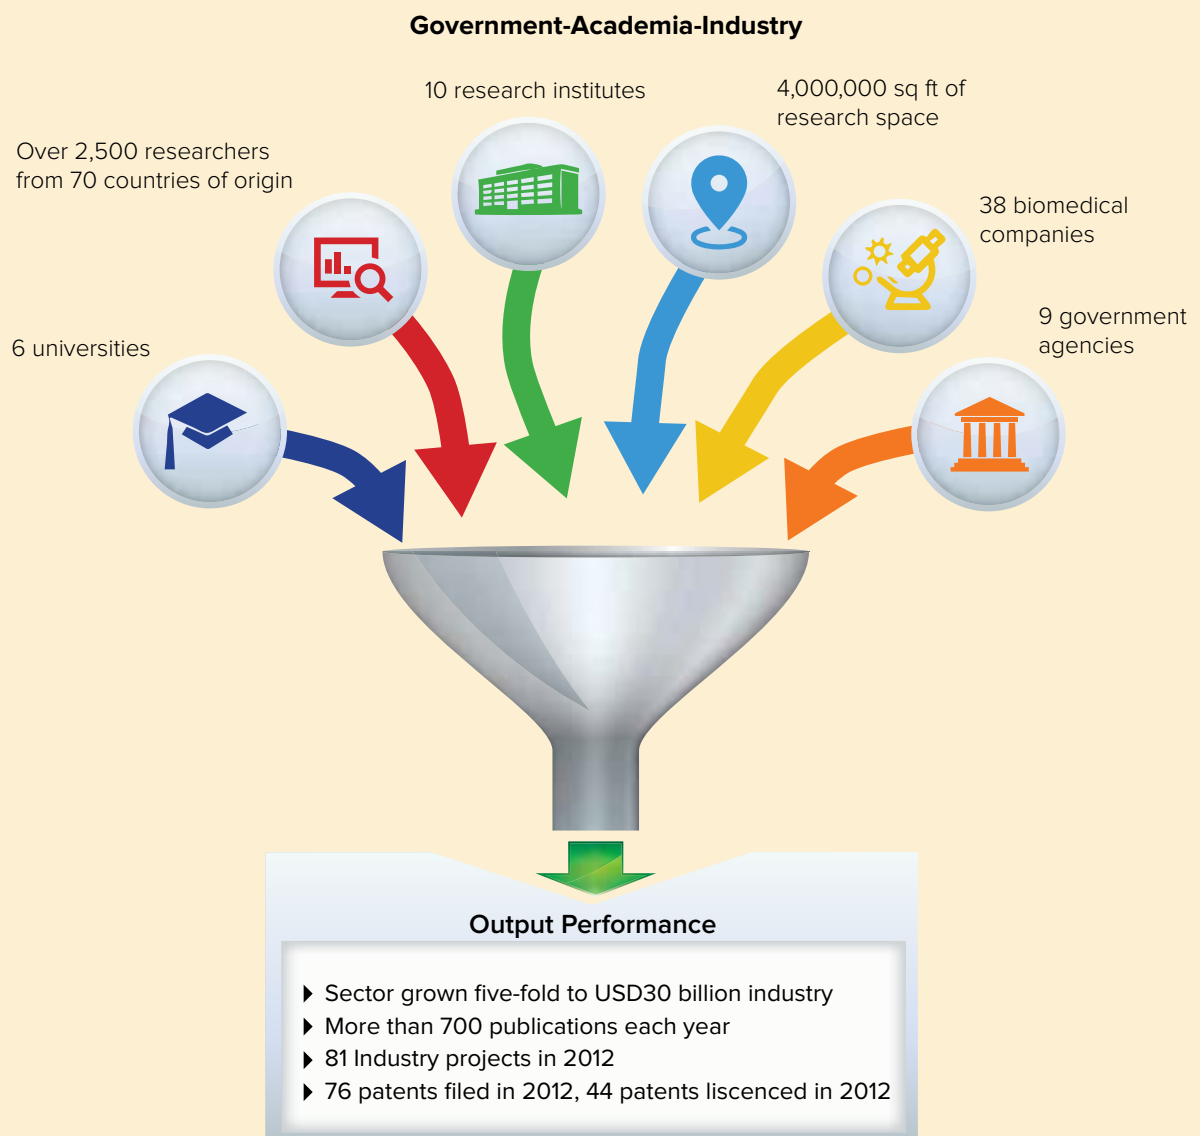 Government-Academia-Industry
10 research institutes
4,000,000 sq ft of
research space
Over 2,500 researchers
from 70 countries of origin
38 biomedical
companies
9 government
agencies
6 universities
Output Performance
Sector grown five-fold to USD30 billion industry
More than 700 publications each year
81 Industry projects in 2012
76 patents filed in 2012, 44 patents liscenced in 2012